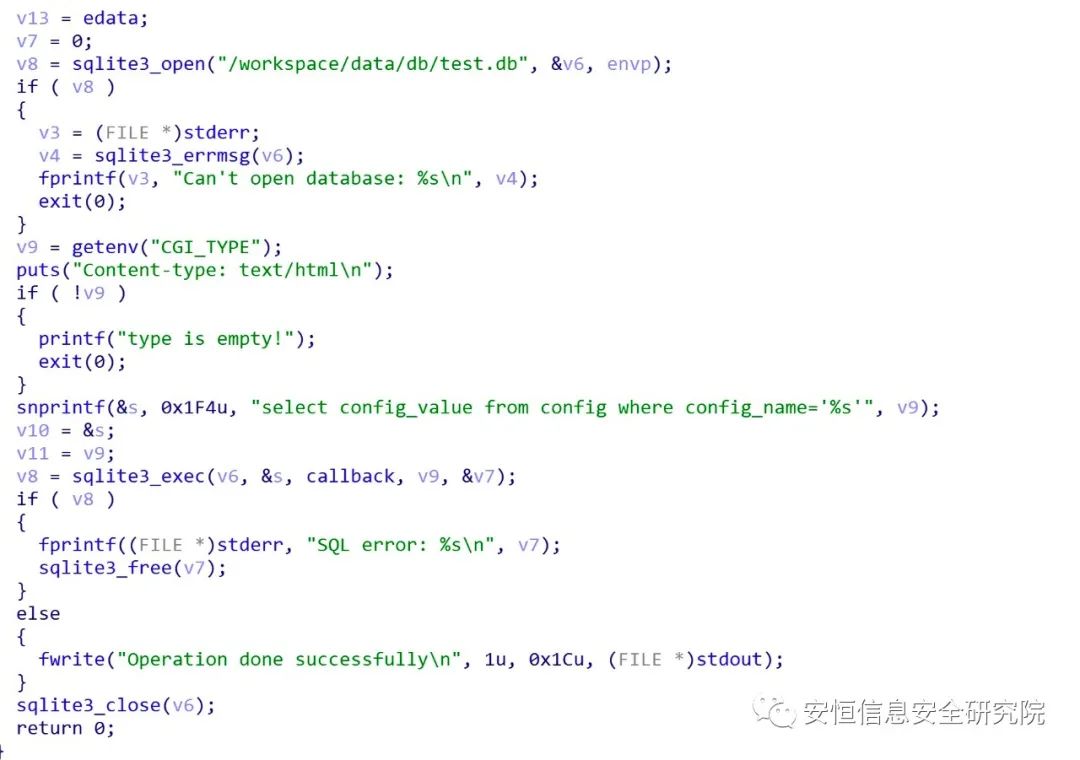 v13 = edata;
v7 = 0;
v8 = sqlite3_open("/workspace/data/db/test.db", &v6, envp);
if ( v8 )
{
  v3 = (FILE *)stderr;
  v4 = sqlite3_errmsg(v6);
  fprintf(v3, "Can't open database: %s\n", v4);
  exit(0);
}
v9 = getenv("CGI_TYPE");
puts("Content-type: text/html\n");
if ( !v9 )
{
  printf("type is empty!");
  exit(0);
}
snprintf(&s, 0x1F4u, "select config_value from config where config_name='%s'", v9);
v10 = &s;
v11 = v9;
v8 = sqlite3_exec(v6, &s, callback, v9, &v7);
if ( v8 )
{
  fprintf((FILE *)stderr, "SQL error: %s\n", v7);
  sqlite3_free(v7);
}
else
{
  fwrite("Operation done successfully\n", 1u, 0x1Cu, (FILE *)stdout);
}
sqlite3_close(v6);
return 0;
}
安恒信息安全研究院